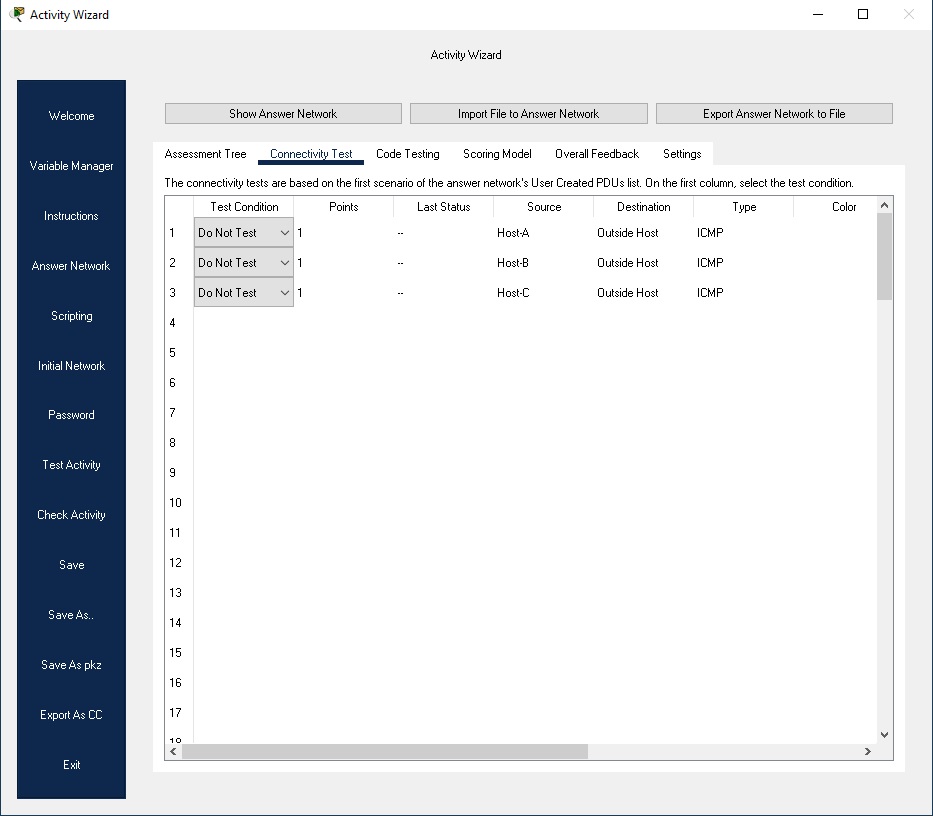 Activity Wizard
Activity Wizard
Welcome
Variable Manager
Instructions
Answer Network
Scripting
Initial Network
Password
Test Activity
Check Activity
Save
Save As..
Save As pkz
Export As CC
Exit
Show Answer Network Import File to Answer Network Export Answer Network to File
Assessment Tree Connectivity Test Code Testing Scoring Model Overall Feedback Settings
The connectivity tests are based on the first scenario of the answer network's User Created PDUs list. On the first column, select the test condition.
Test Condition Points Last Status Source Destination Type Color
1 Do Not Test 1 -- Host-A Outside Host ICMP
2 Do Not Test 1 -- Host-B Outside Host ICMP
3 Do Not Test 1 -- Host-C Outside Host ICMP
4
5
6
7
8
9
10
11
12
13
14
15
16
17
18